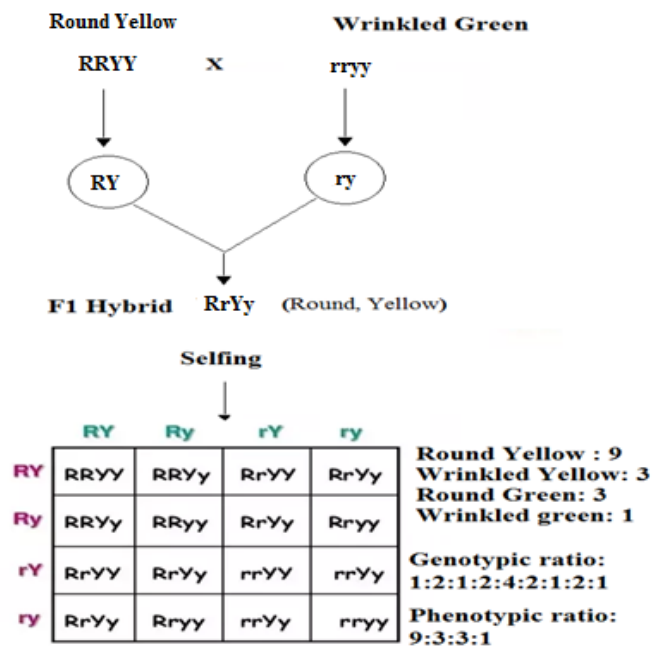 Round Yellow Wrinkled Green
RRYY X rryy
RY ry
F1 Hybrid RrYy (Round, Yellow)
Selfing
RY Ry rY ry
RY RRYY RRYy RrYY RrYy
Ry RRYy RRyy RrYy Rryy
rY RrYY RrYy rrYY rrYy
ry RrYy Rryy rrYy rryy
Round Yellow : 9
Wrinkled Yellow: 3
Round Green: 3
Wrinkled green: 1
Genotypic ratio:
1:2:1:2:4:2:1:2:1
Phenotypic ratio:
9:3:3:1